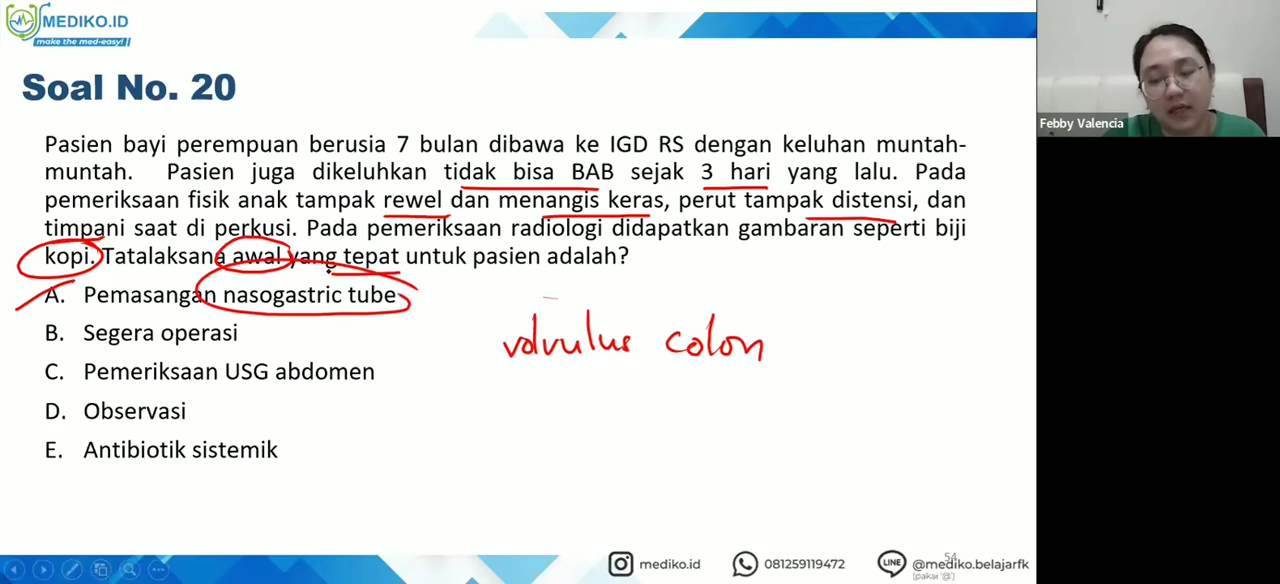 MEDIKO.ID
make the med-easy!
Soal No. 20
Febby Valencia
Pasien bayi perempuan berusia 7 bulan dibawa ke IGD RS dengan keluhan muntah-
muntah. Pasien juga dikeluhkan tidak bisa BAB sejak 3 hari yang lalu. Pada
pemeriksaan fisik anak tampak rewel dan menangis keras, perut tampak distensi, dan
timpani saat di perkusi. Pada pemeriksaan radiologi didapatkan gambaran seperti biji
kopi. Tatalaksana awal yang tepat untuk pasien adalah?
A. Pemasangan nasogastric tube
B. Segera operasi
C. Pemeriksaan USG abdomen
D. Observasi
E. Antibiotik sistemik
volvulus colon
mediko.id
081259119472
LINE
@mediko.belajarfk
(pakai '@')
54